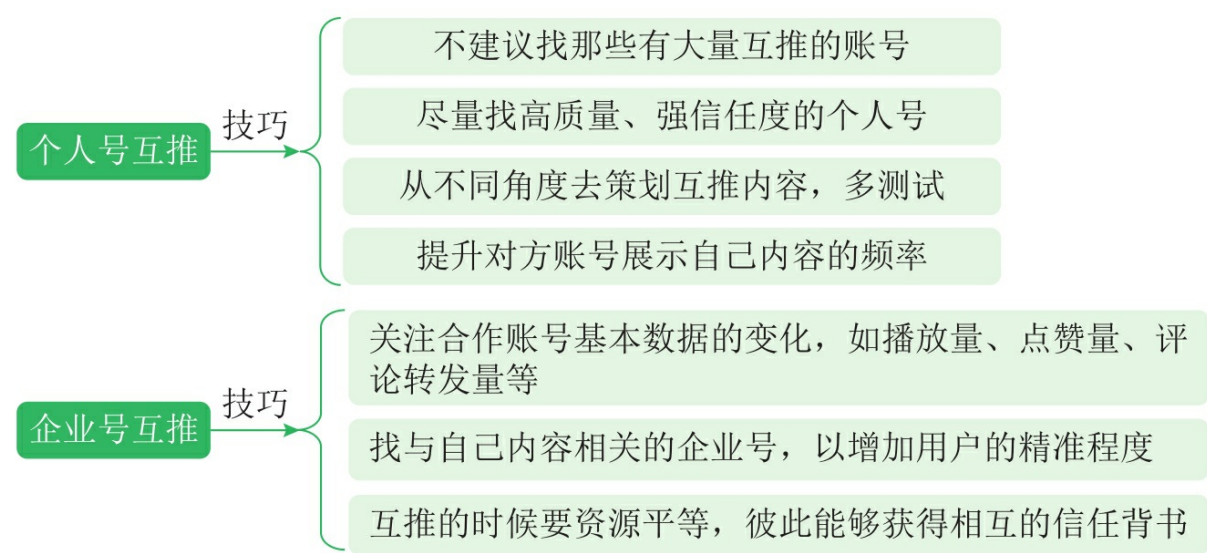 个人号互推
技巧
不建议找那些有大量互推的账号
尽量找高质量、强信任度的个人号
从不同角度去策划互推内容，多测试
提升对方账号展示自己内容的频率
企业号互推
技巧
关注合作账号基本数据的变化，如播放量、点赞量、评
论转发量等
找与自己内容相关的企业号，以增加用户的精准程度
互推的时候要资源平等，彼此能够获得相互的信任背书